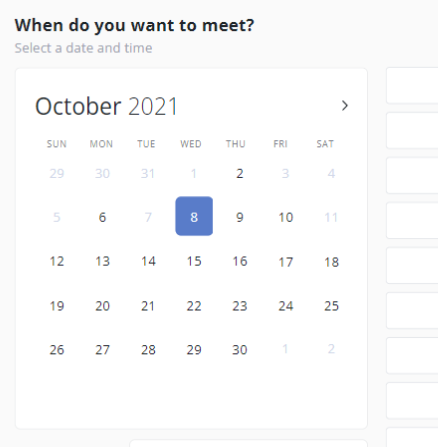 When do you want to meet?
Select a date and time
October 2021
SUN MON TUE WED THU FRI SAT
29 30 31 1 2 3 4
5 6 7 8 9 10 11
12 13 14 15 16 17 18
19 20 21 22 23 24 25
26 27 28 29 30 1 2